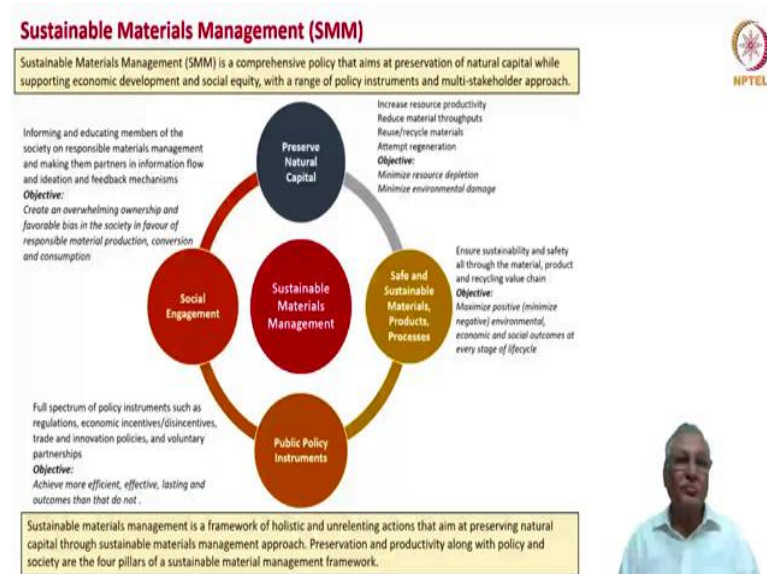 Sustainable Materials Management (SMM)
Sustainable Materials Management (SMM) is a comprehensive policy that aims at preservation of natural capital while
supporting economic development and social equity, with a range of policy instruments and multi-stakeholder approach.
NPTEL
Informing and educating members of the
society on responsible materials management
and making them partners in information flow
and ideation and feedback mechanisms
Objective:
Create an overwhelming ownership and
favorable bias in the society in favour of
responsible material production, conversion
and consumption
Preserve
Natural
Capital
Increase resource productivity
Reduce material throughputs
Reuse/recycle materials
Attempt regeneration
Objective:
Minimize resource depletion
Minimize environmental damage
Social
Engagement
Sustainable
Materials
Management
Safe and
Sustainable
Materials,
Products,
Processes
Ensure sustainability and safety
all through the material, product
and recycling value chain
Objective:
Maximize positive (minimize
negative) environmental,
economic and social outcomes at
every stage of lifecycle
Full spectrum of policy instruments such as
regulations, economic incentives/disincentives,
trade and innovation policies, and voluntary
partnerships
Objective:
Achieve more efficient, effective, lasting and
outcomes than that do not .
Public Policy
Instruments
Sustainable materials management is a framework of holistic and unrelenting actions that aim at preserving natural
capital through sustainable materials management approach. Preservation and productivity along with policy and
society are the four pillars of a sustainable material management framework.